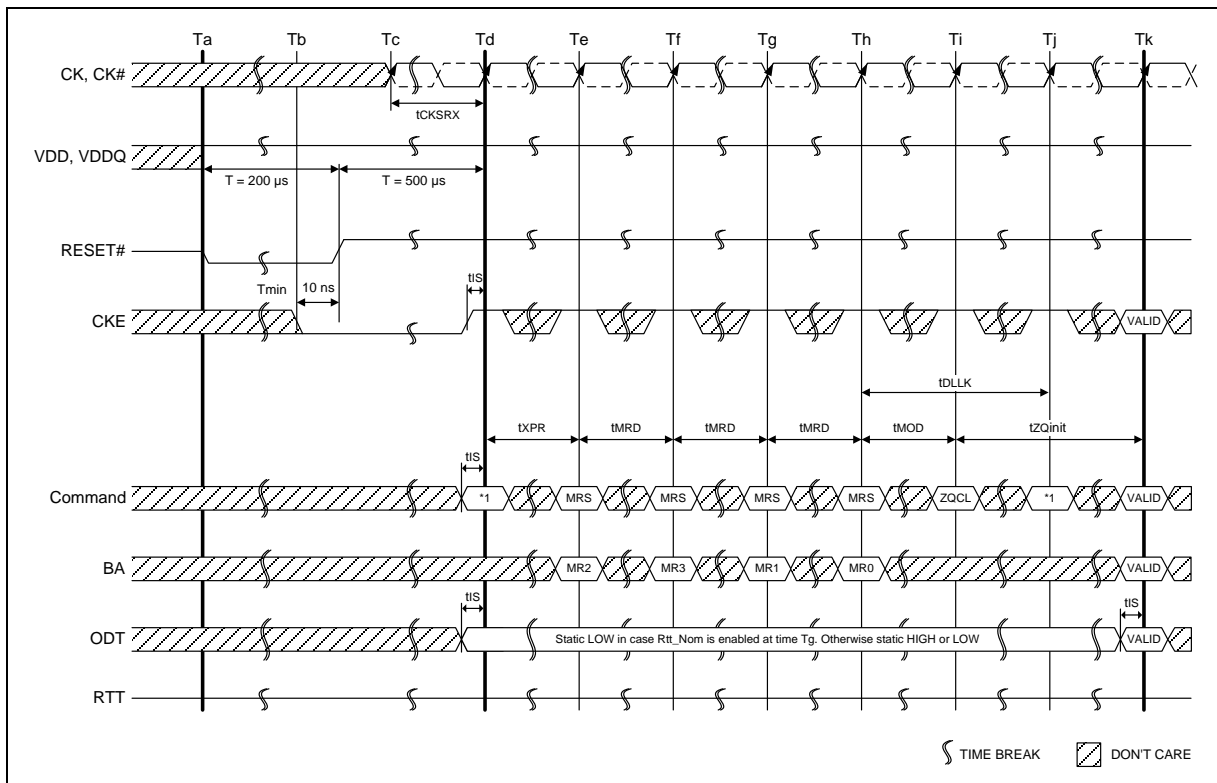 Ta Tb Tc Td Te Tf Tg Th Ti Tj Tk
CK, CK#
tCKSRX
VDD, VDDQ
T = 200 µs T = 500 µs
RESET#
tIS
Tmin 10 ns
CKE
VALID
tDLLK
tXPR tMRD tMRD tMRD tMOD tZQinit
tIS
Command
*1 MRS MRS MRS MRS ZQCL *1 VALID
BA
MR2 MR3 MR1 MR0 VALID
tIS tIS
ODT
Static LOW in case Rtt_Nom is enabled at time Tg. Otherwise static HIGH or LOW
VALID
RTT
TIME BREAK DON'T CARE